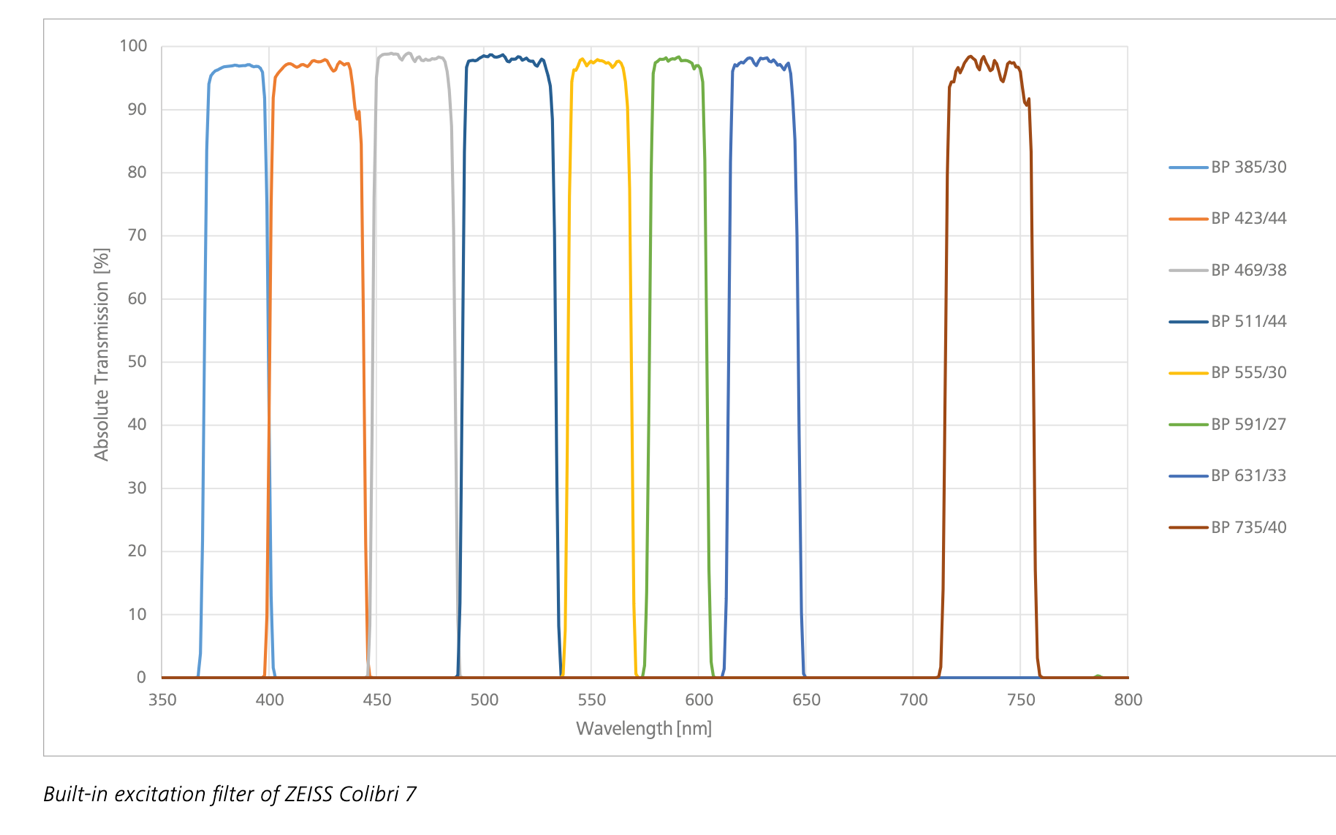 100
90
80
70
60
50
40
30
20
10
0
Absolute Transmission [%]
350 400 450 500 550 600 650 700 750 800
Wavelength [nm]
BP 385/30
BP 423/44
BP 469/38
BP 511/44
BP 555/30
BP 591/27
BP 631/33
BP 735/40
Built-in excitation filter of ZEISS Colibri 7